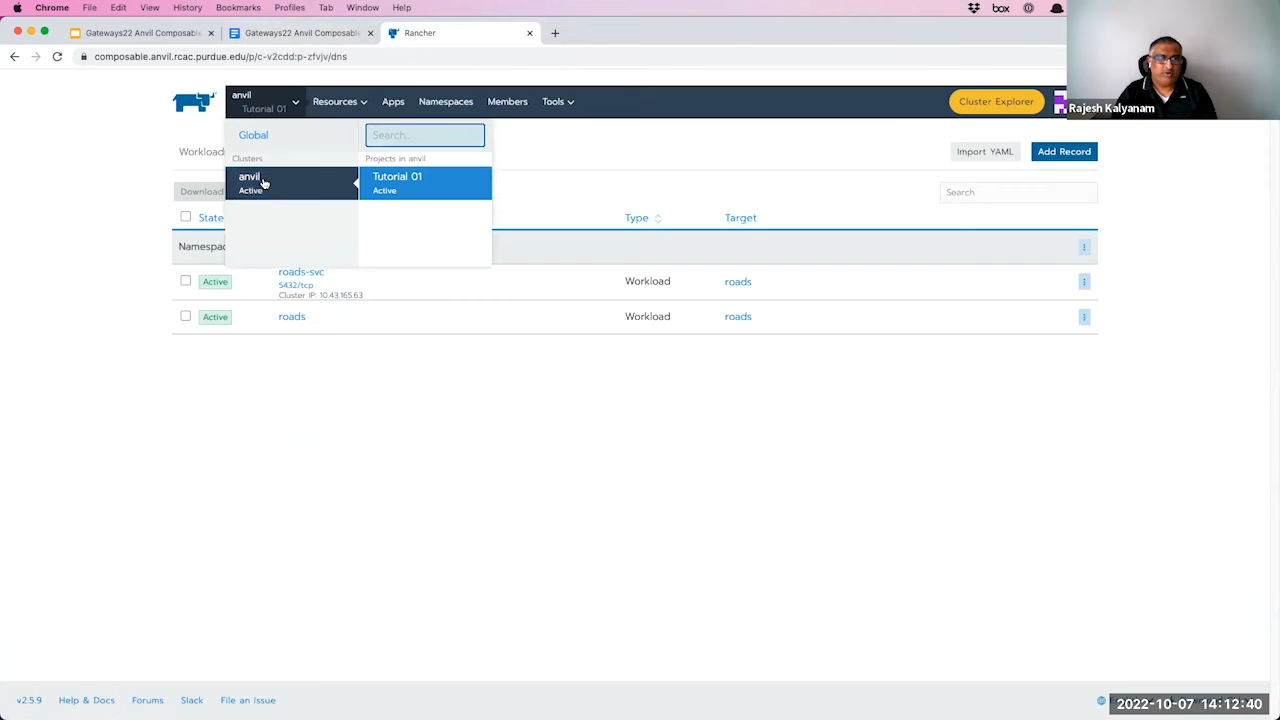 Chrome File Edit View History Bookmarks Profiles Tab Window Help box
Gateways22 Anvil Composable Gateways22 Anvil Composable Rancher
composable.anvil.rcac.purdue.edu/p/c-v2cdd:p-zfvjv/dns
anvil
Tutorial 01
Resources Apps Namespaces Members Tools Cluster Explorer
Rajesh Kalyanam
Global Search...
Workload Import YAML Add Record
Clusters Projects in anvil
anvil Tutorial 01
Active Active
Download Search
State Type Target
Namespac
roads-svc
Active 5432/tcp Workload roads
Cluster IP: 10.43.165.63
Active roads Workload roads
v2.5.9 Help & Docs Forums Slack File an Issue
2022-10-07 14:12:40